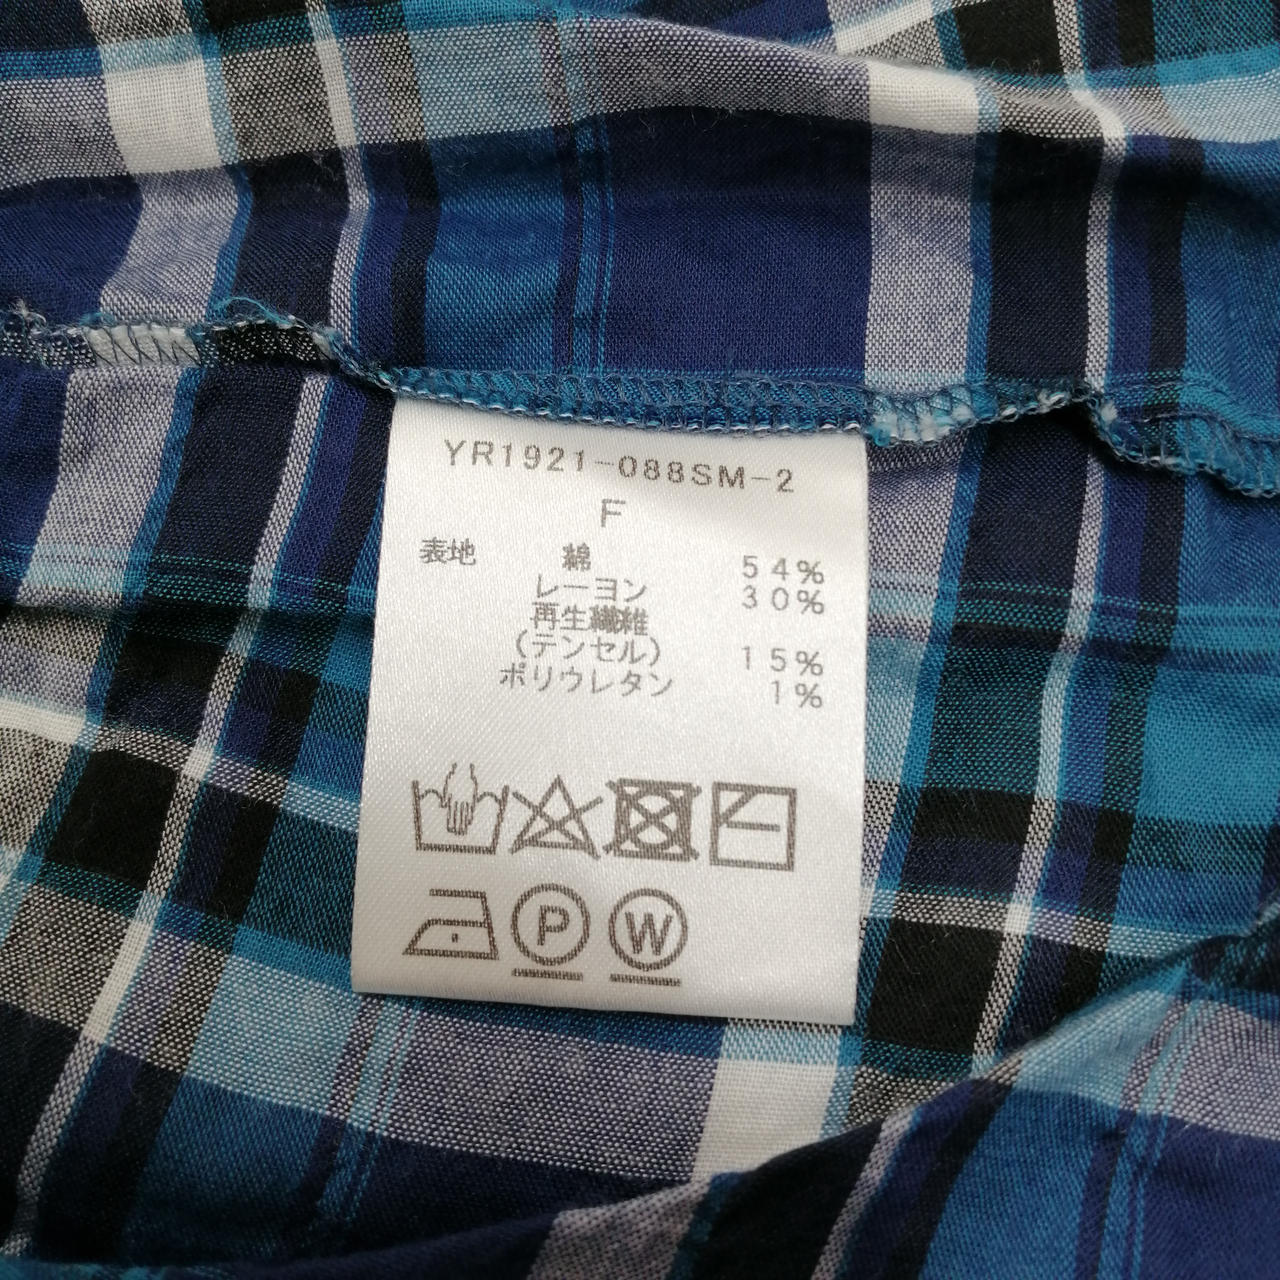 YR1921-088SM-2
F
表地 綿 54%
レーヨン 30%
再生繊維
(テンセル) 15%
ポリウレタン 1%
P W